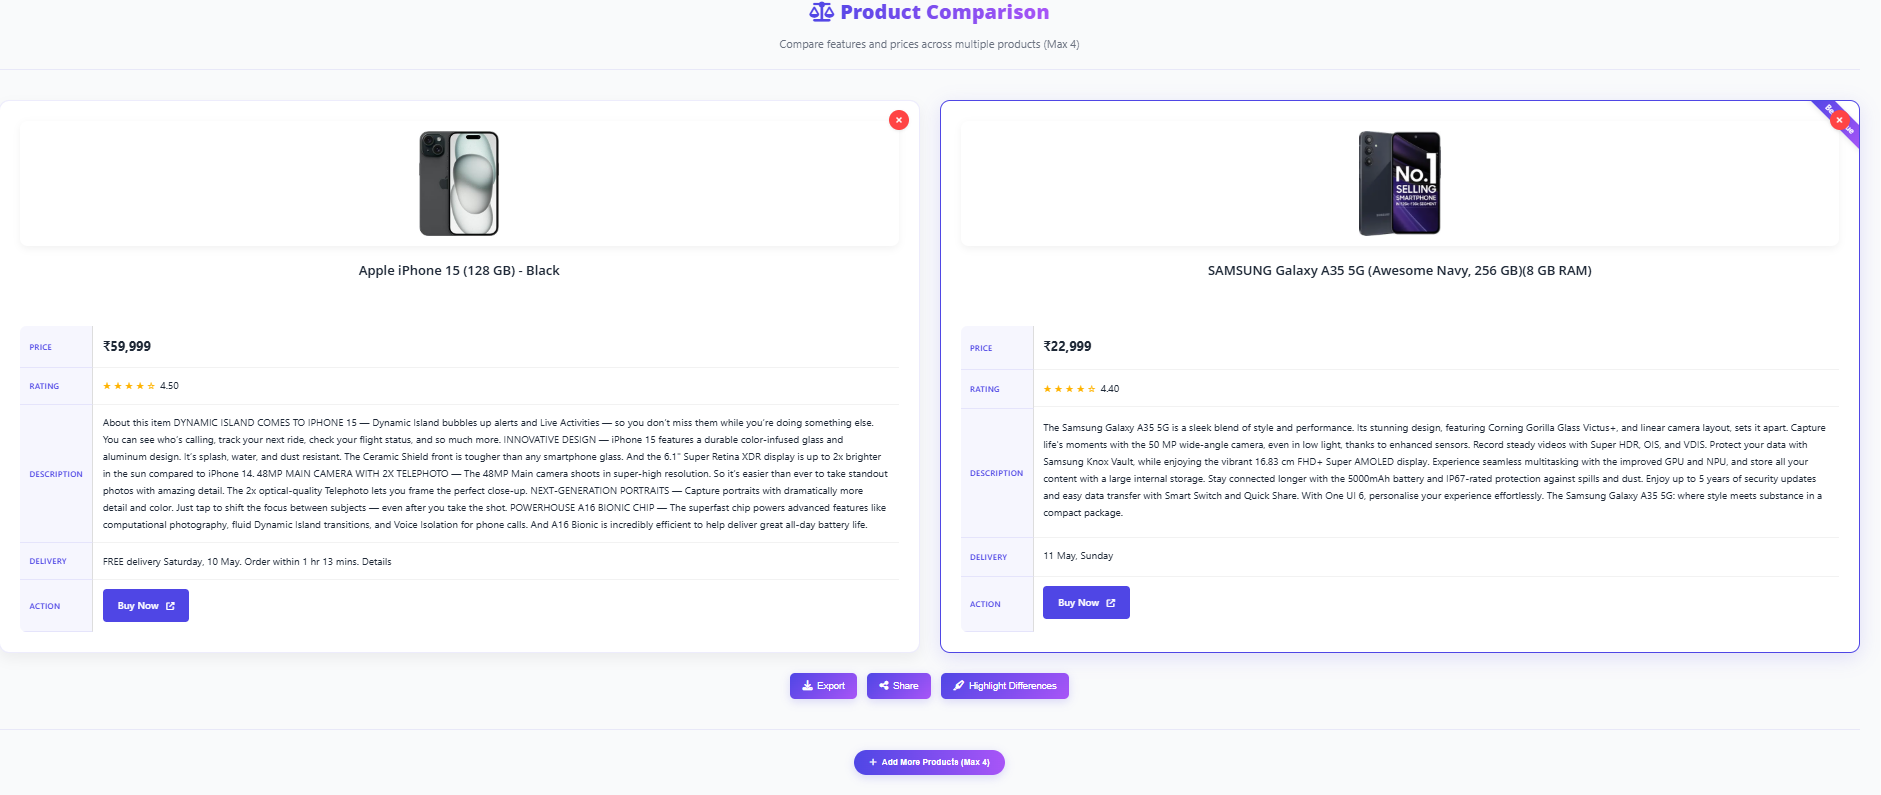 Product Comparison
Compare features and prices across multiple products (Max 4)
Apple iPhone 15 (128 GB) - Black
PRICE
₹59,999
RATING
★ ★ ★ ★ ☆ 4.50
DESCRIPTION
About this item DYNAMIC ISLAND COMES TO IPHONE 15 — Dynamic Island bubbles up alerts and Live Activities — so you don't miss them while you're doing something else.
You can see who's calling, track your next ride, check your flight status, and so much more. INNOVATIVE DESIGN — iPhone 15 features a durable color-infused glass and
aluminum design. It's splash, water, and dust resistant. The Ceramic Shield front is tougher than any smartphone glass. And the 6.1" Super Retina XDR display is up to 2x brighter
in the sun compared to iPhone 14. 48MP MAIN CAMERA WITH 2X TELEPHOTO — The 48MP Main camera shoots in super-high resolution. So it's easier than ever to take standout
photos with amazing detail. The 2x optical-quality Telephoto lets you frame the perfect close-up. NEXT-GENERATION PORTRAITS — Capture portraits with dramatically more
detail and color. Just tap to shift the focus between subjects — even after you take the shot. POWERHOUSE A16 BIONIC CHIP — The superfast chip powers advanced features like
computational photography, fluid Dynamic Island transitions, and Voice Isolation for phone calls. And A16 Bionic is incredibly efficient to help deliver great all-day battery life.
DELIVERY
FREE delivery Saturday, 10 May. Order within 1 hr 13 mins. Details
ACTION
Buy Now
No.1
SELLING
SMARTPHONE
SAMSUNG Galaxy A35 5G (Awesome Navy, 256 GB)(8 GB RAM)
PRICE
₹22,999
RATING
★ ★ ★ ★ ☆ 4.40
DESCRIPTION
The Samsung Galaxy A35 5G is a sleek blend of style and performance. Its stunning design, featuring Corning Gorilla Glass Victus+, and linear camera layout, sets it apart. Capture
life's moments with the 50 MP wide-angle camera, even in low light, thanks to enhanced sensors. Record steady videos with Super HDR, OIS, and VDIS. Protect your data with
Samsung Knox Vault, while enjoying the vibrant 16.83 cm FHD+ Super AMOLED display. Experience seamless multitasking with the improved GPU and NPU, and store all your
content with a large internal storage. Stay connected longer with the 5000mAh battery and IP67-rated protection against spills and dust. Enjoy up to 5 years of security updates
and easy data transfer with Smart Switch and Quick Share. With One UI 6, personalise your experience effortlessly. The Samsung Galaxy A35 5G: where style meets substance in a
compact package.
DELIVERY
11 May, Sunday
ACTION
Buy Now
Export
Share
Highlight Differences
+ Add More Products (Max 4)